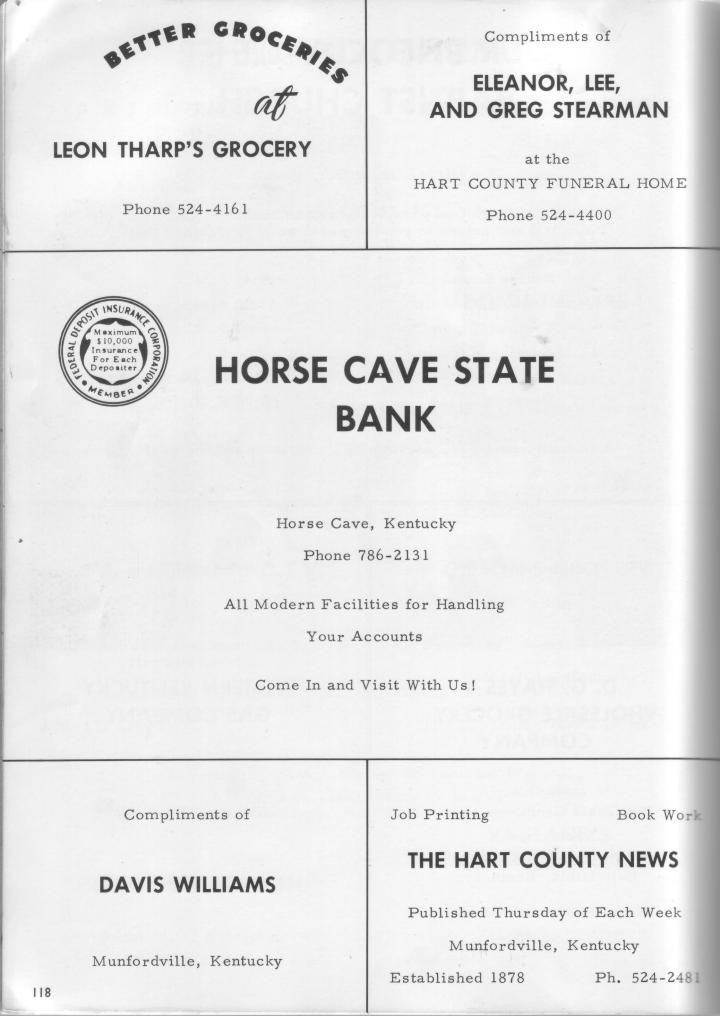 BETTER GROCERIES
at
LEON THARP'S GROCERY
Phone 524-4161
Compliments of
ELEANOR, LEE,
AND GREG STEARMAN
at the
HART COUNTY FUNERAL HOME
Phone 524-4400
FEDERAL DEPOSIT INSURANCE CORPORATION
Maximum
$10,000
Insurance
For Each
Depositer
MEMBER
HORSE CAVE STATE
BANK
Horse Cave, Kentucky
Phone 786-2131
All Modern Facilities for Handling
Your Accounts
Come In and Visit With Us!
Compliments of
DAVIS WILLIAMS
Munfordville, Kentucky
Job Printing Book Work
THE HART COUNTY NEWS
Published Thursday of Each Week
Munfordville, Kentucky
Established 1878 Ph. 524-2481
118